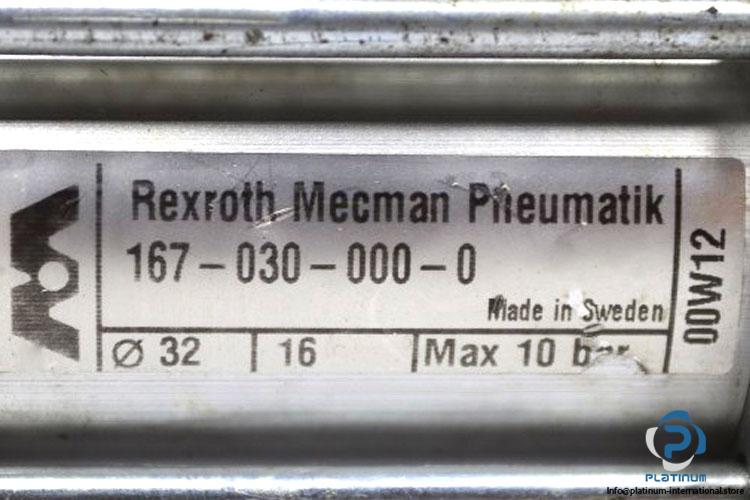 Rexroth Mecman Pneumatik
167-030-000-0
Made in Sweden
Ø 32 | 16 | Max 10 bar
00W12
P
PLATINUM
info@platinum-international.store